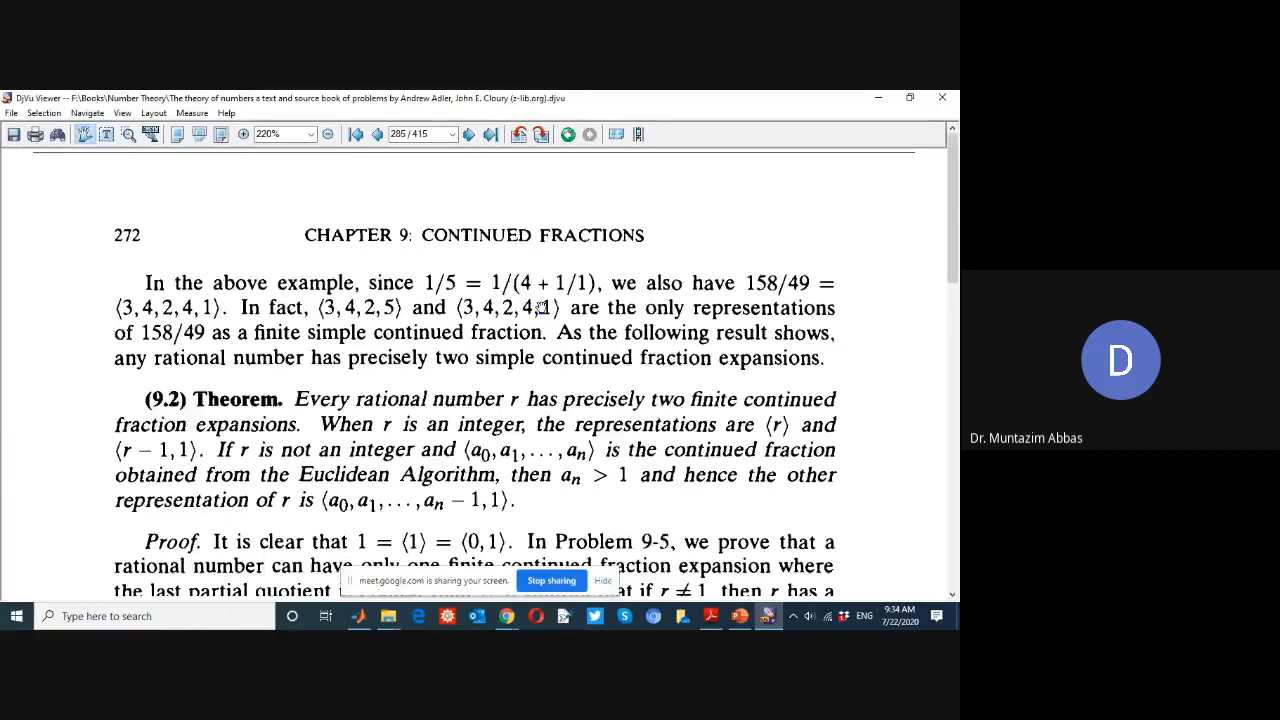 DjVu Viewer -- F:\Books\Number Theory\The theory of numbers a text and source book of problems by Andrew Adler, John E. Cloury (z-lib.org).djvu
File Selection Navigate View Layout Measure Help
220% 285 / 415
272 CHAPTER 9: CONTINUED FRACTIONS
In the above example, since 1/5 = 1/(4 + 1/1), we also have 158/49 =
⟨3, 4, 2, 4, 1⟩. In fact, ⟨3, 4, 2, 5⟩ and ⟨3, 4, 2, 4, 1⟩ are the only representations
of 158/49 as a finite simple continued fraction. As the following result shows,
any rational number has precisely two simple continued fraction expansions.
(9.2) Theorem. Every rational number r has precisely two finite continued
fraction expansions. When r is an integer, the representations are ⟨r⟩ and
⟨r − 1, 1⟩. If r is not an integer and ⟨a₀, a₁, . . . , aₙ⟩ is the continued fraction
obtained from the Euclidean Algorithm, then aₙ > 1 and hence the other
representation of r is ⟨a₀, a₁, . . . , aₙ − 1, 1⟩.
Proof. It is clear that 1 = ⟨1⟩ = ⟨0, 1⟩. In Problem 9-5, we prove that a
rational number can have only one finite continued fraction expansion where
the last partial quotient that if r ≠ 1, then r has a
meet.google.com is sharing your screen. Stop sharing Hide
Type here to search
ENG
9:34 AM
7/22/2020
D
Dr. Muntazim Abbas